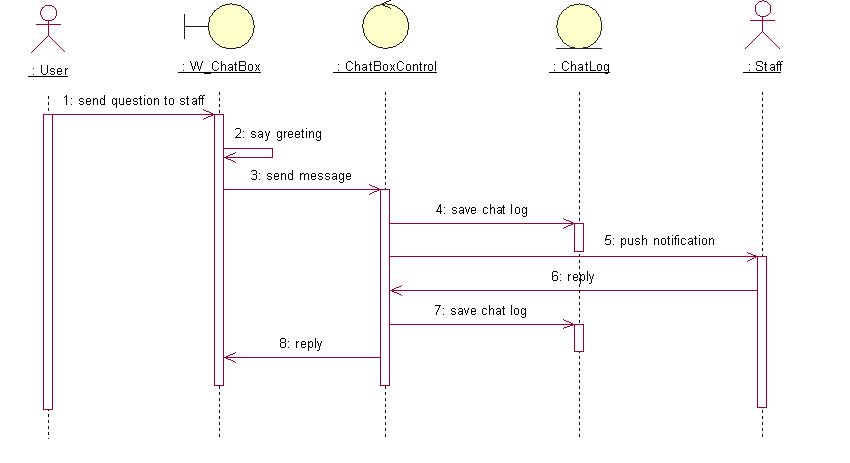 : User
: W_ChatBox
: ChatBoxControl
: ChatLog
: Staff
1: send question to staff
2: say greeting
3: send message
4: save chat log
5: push notification
6: reply
7: save chat log
8: reply